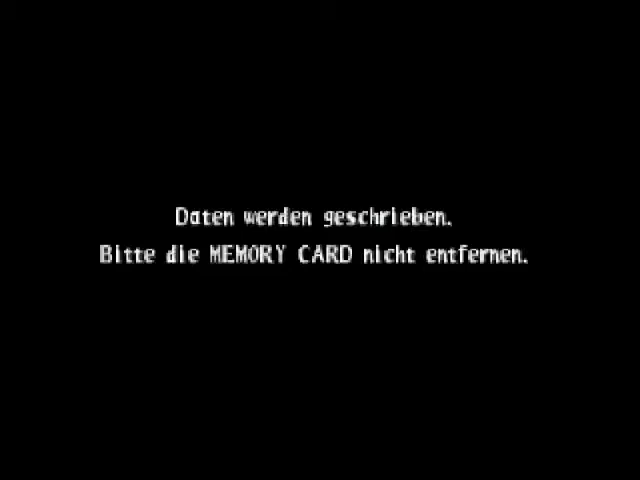 Daten werden geschrieben.
Bitte die MEMORY CARD nicht entfernen.